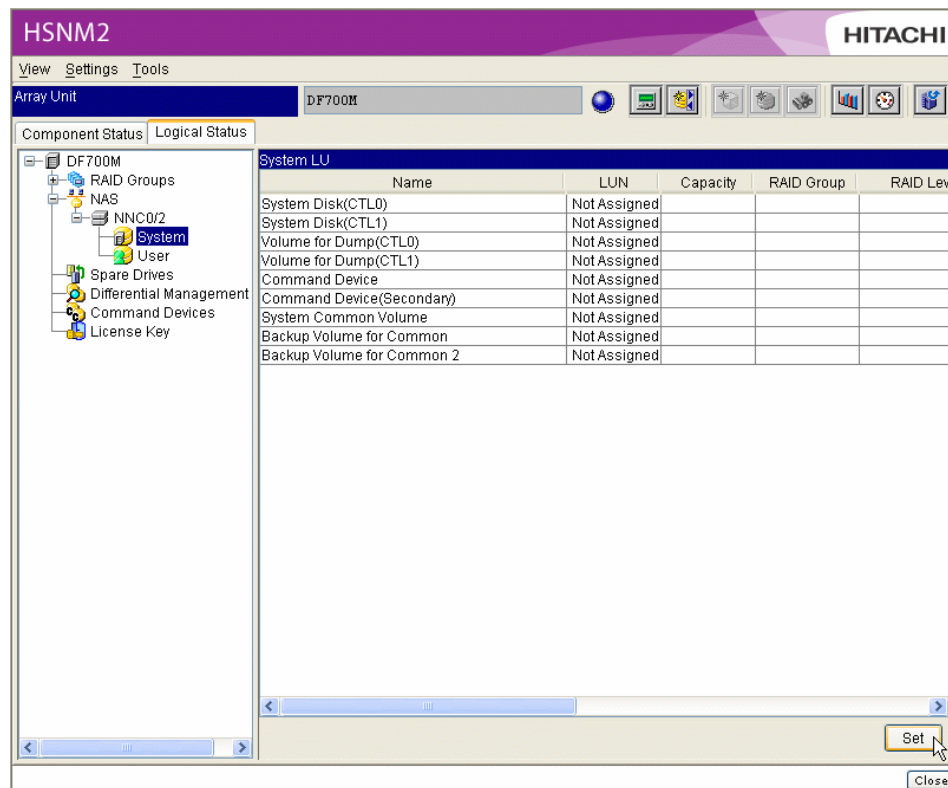 HSNM2
HITACHI
View Settings Tools
Array Unit
DF700M
Component Status Logical Status
DF700M
RAID Groups
NAS
NNC0/2
System
User
Spare Drives
Differential Management
Command Devices
License Key
System LU
Name LUN Capacity RAID Group RAID Lev
System Disk(CTL0) Not Assigned
System Disk(CTL1) Not Assigned
Volume for Dump(CTL0) Not Assigned
Volume for Dump(CTL1) Not Assigned
Command Device Not Assigned
Command Device(Secondary) Not Assigned
System Common Volume Not Assigned
Backup Volume for Common Not Assigned
Backup Volume for Common 2 Not Assigned
Set
Close